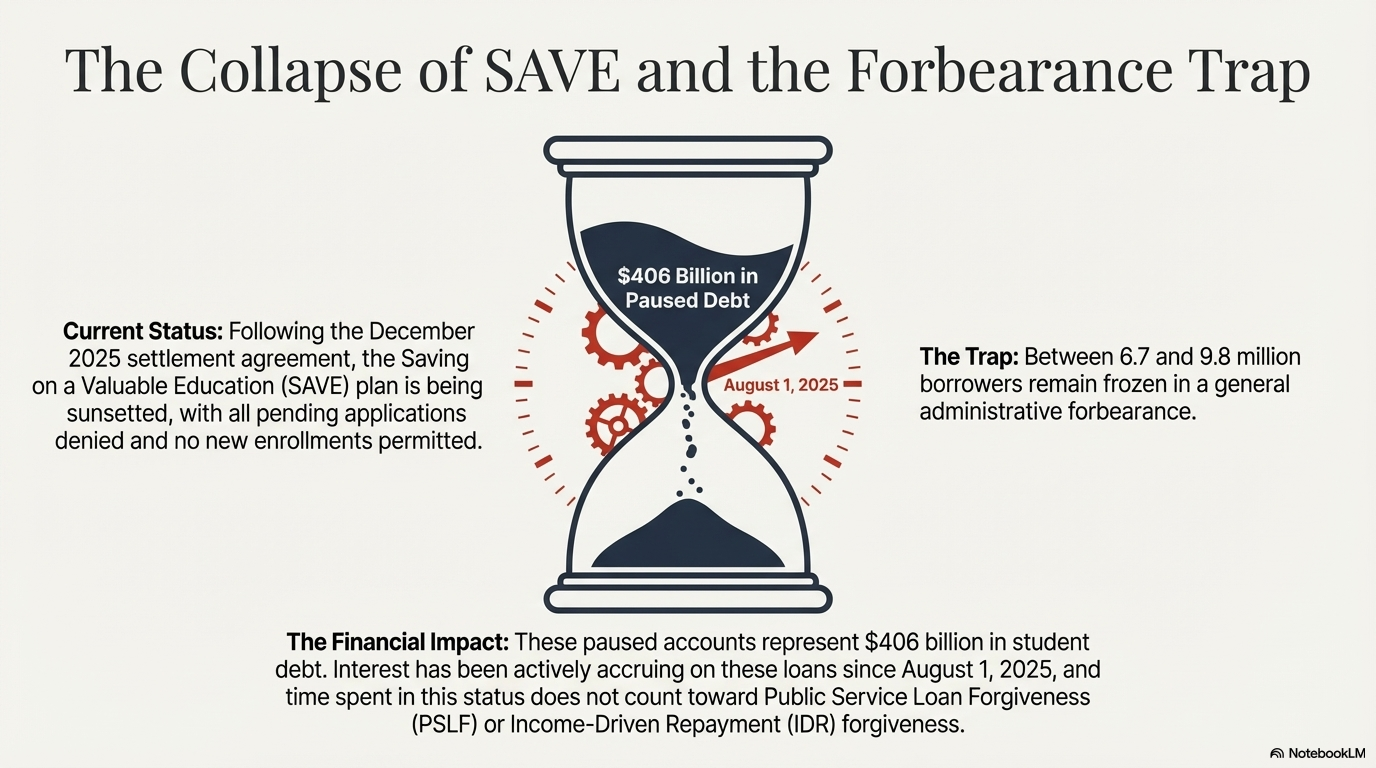 The Collapse of SAVE and the Forbearance Trap
$406 Billion in
Paused Debt
Current Status: Following the December
2025 settlement agreement, the Saving
on a Valuable Education (SAVE) plan is being
sunsetted, with all pending applications
denied and no new enrollments permitted.
August 1, 2025
The Trap: Between 6.7 and 9.8 million
borrowers remain frozen in a general
administrative forbearance.
The Financial Impact: These paused accounts represent $406 billion in student
debt. Interest has been actively accruing on these loans since August 1, 2025, and
time spent in this status does not count toward Public Service Loan Forgiveness
(PSLF) or Income-Driven Repayment (IDR) forgiveness.
NotebookLM